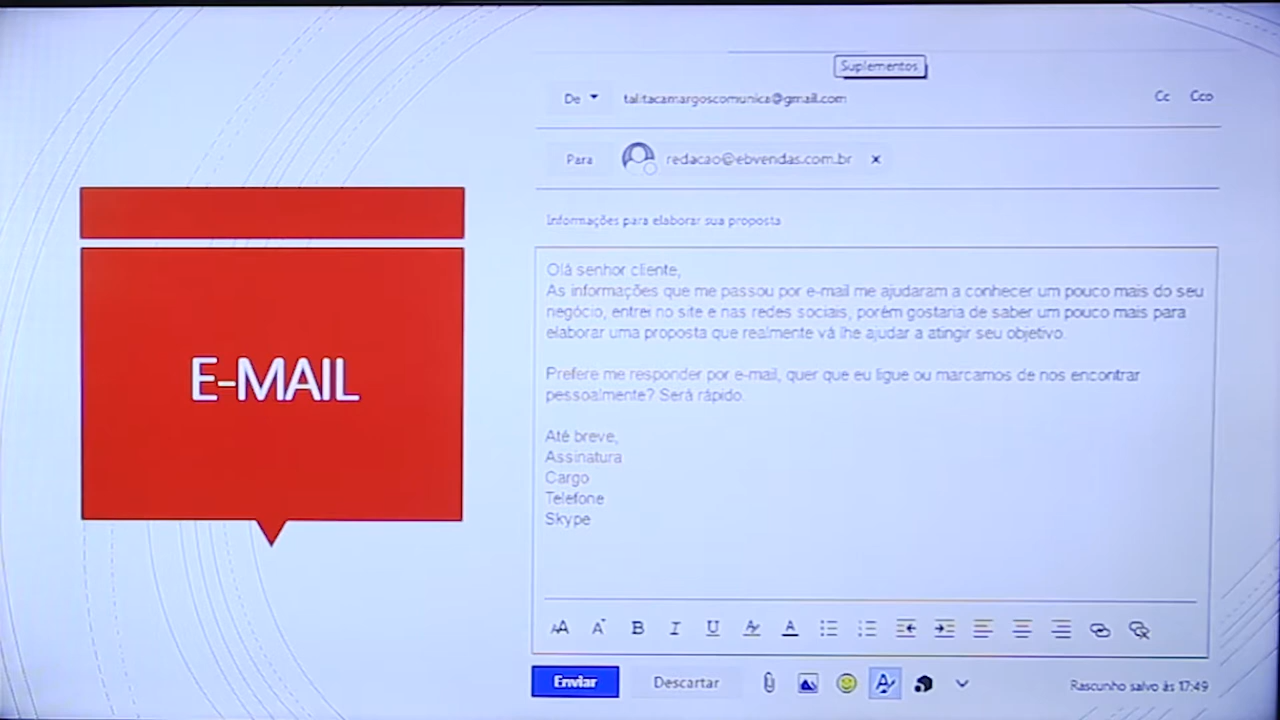 Suplementos
De talitacamargoscomunica@gmail.com Cc Cco
Para redacao@ebvendas.com.br x
Informações para elaborar sua proposta
E-MAIL
Olá senhor cliente,
As informações que me passou por e-mail me ajudaram a conhecer um pouco mais do seu
negócio, entrei no site e nas redes sociais, porém gostaria de saber um pouco mais para
elaborar uma proposta que realmente vá lhe ajudar a atingir seu objetivo.
Prefere me responder por e-mail, quer que eu ligue ou marcamos de nos encontrar
pessoalmente? Será rápido.
Até breve,
Assinatura
Cargo
Telefone
Skype
Enviar Descartar Rascunho salvo às 17:49